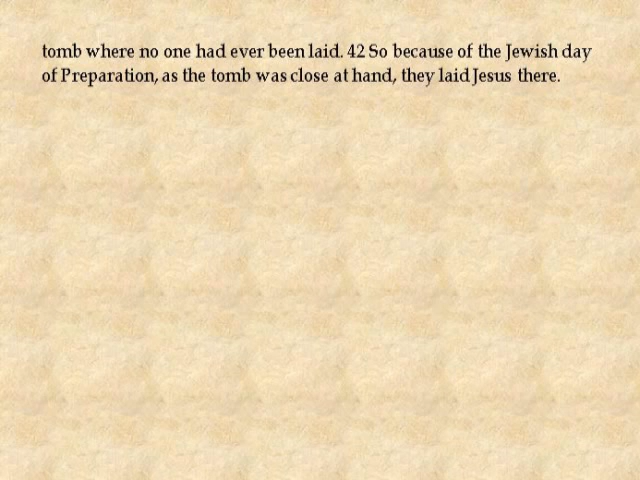 tomb where no one had ever been laid. 42 So because of the Jewish day
of Preparation, as the tomb was close at hand, they laid Jesus there.